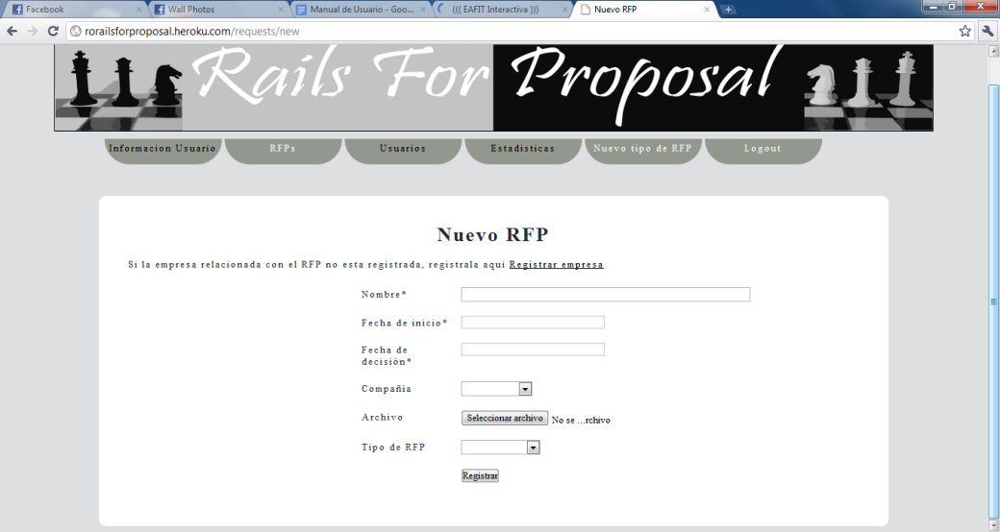 Facebook
Wall Photos
Manual de Usuario - Goo...
((( EAFIT Interactiva )))
Nuevo RFP
rorailsforproposal.heroku.com/requests/new
Rails For Proposal
Informacion Usuario
RFPs
Usuarios
Estadisticas
Nuevo tipo de RFP
Logout
Nuevo RFP
Si la empresa relacionada con el RFP no esta registrada, registrala aqui Registrar empresa
Nombre*
Fecha de inicio*
Fecha de
decisión*
Compañia
Archivo
Seleccionar archivo No se ...rchivo
Tipo de RFP
Registrar